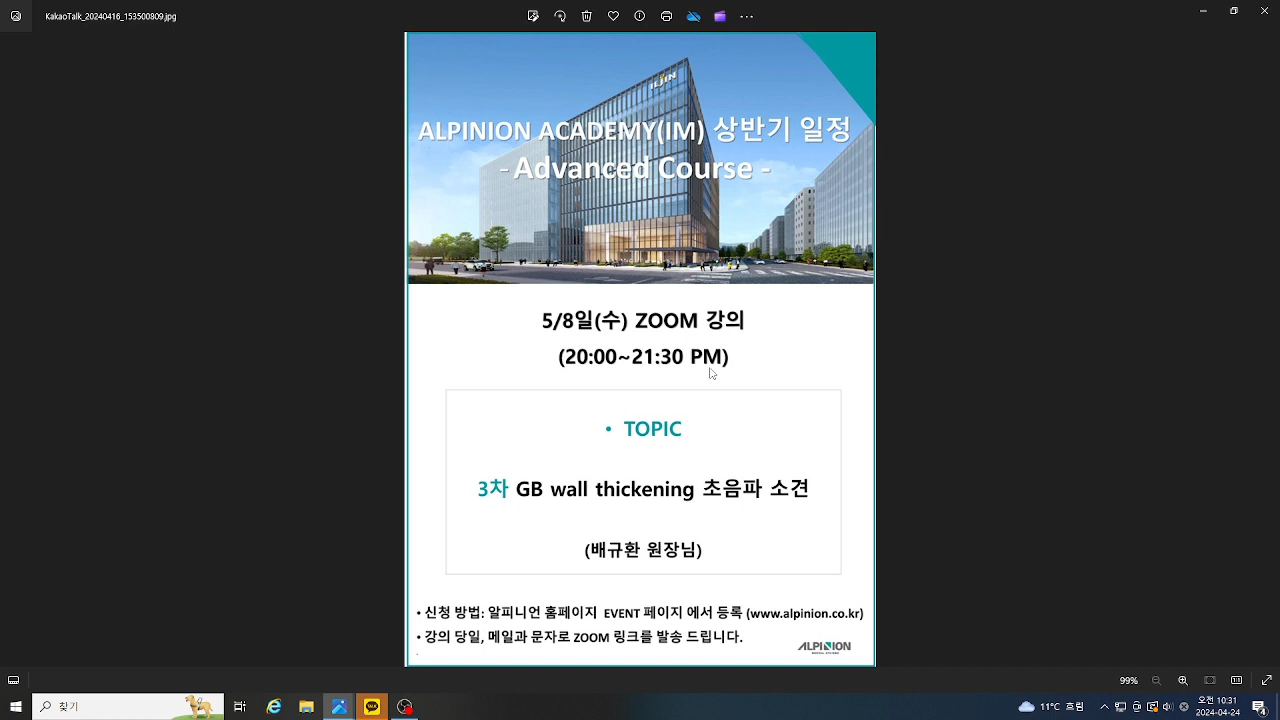 KakaoTalk_20240416_153500809.jpg
ILJIN
ALPINION ACADEMY(IM) 상반기 일정
- Advanced Course -
5/8일(수) ZOOM 강의
(20:00~21:30 PM)
• TOPIC
3차 GB wall thickening 초음파 소견
(배규환 원장님)
• 신청 방법: 알피니언 홈페이지 EVENT 페이지 에서 등록 (www.alpinion.co.kr)
• 강의 당일, 메일과 문자로 ZOOM 링크를 발송 드립니다.
ALPINION
99%
찾기
11°C
오전 10:21
2024-04-24